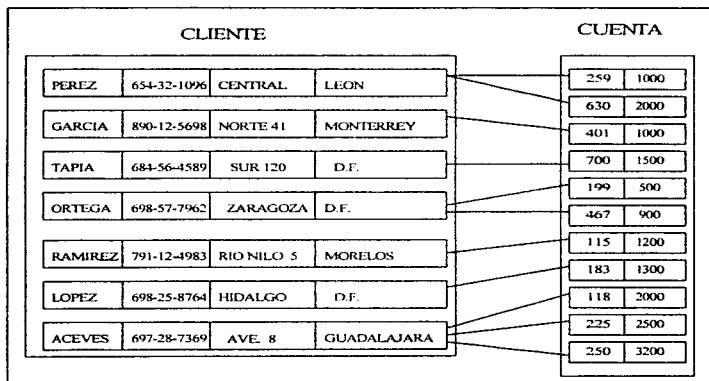 CLIENTE
PEREZ 654-32-1096 CENTRAL LEON
GARCIA 890-12-5698 NORTE 41 MONTERREY
TAPIA 684-56-4589 SUR 120 D.F.
ORTEGA 698-57-7962 ZARAGOZA D.F.
RAMIREZ 791-12-4983 RIO NILO 5 MORELOS
LOPEZ 698-25-8764 HIDALGO D.F.
ACEVES 697-28-7369 AVE. 8 GUADALAJARA
CUENTA
259 1000
630 2000
401 1000
700 1500
199 500
467 900
115 1200
183 1300
118 2000
225 2500
250 3200